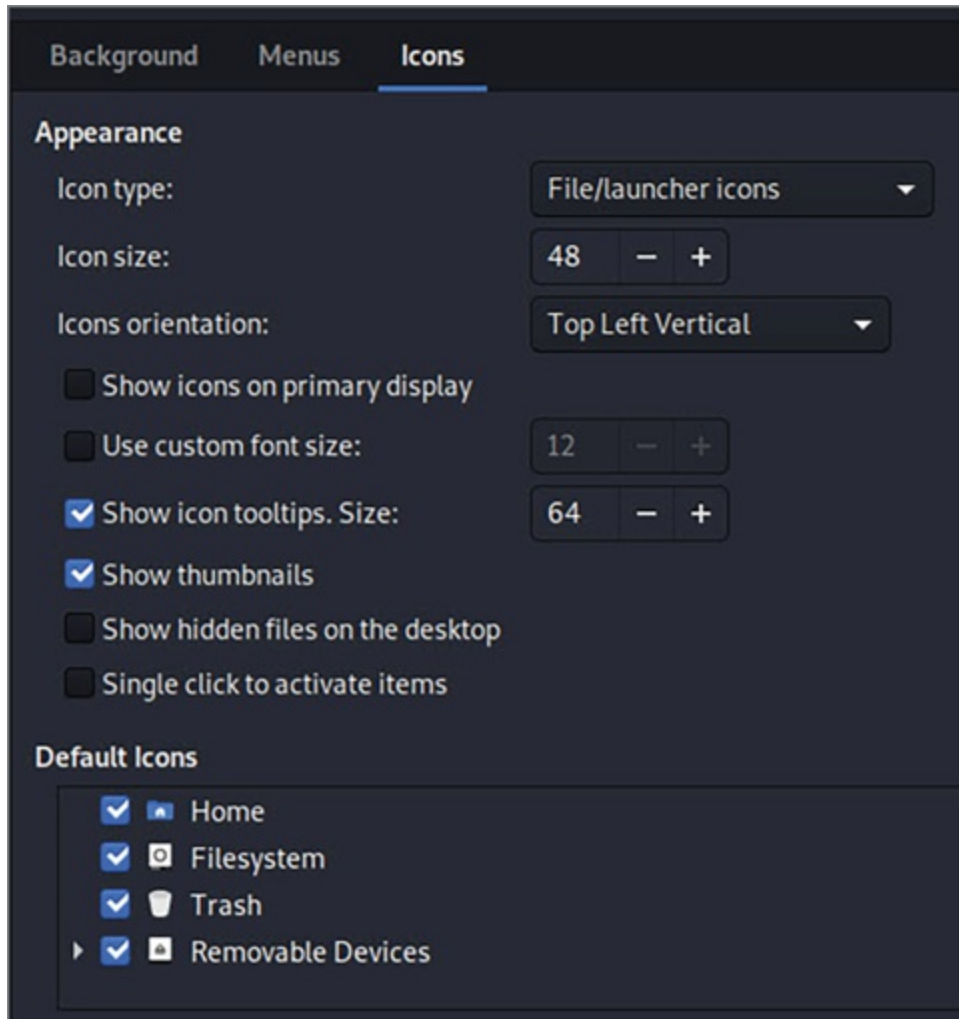 Background Menus Icons
Appearance
Icon type: File/launcher icons
Icon size: 48 − +
Icons orientation: Top Left Vertical
Show icons on primary display
Use custom font size: 12 − +
Show icon tooltips. Size: 64 − +
Show thumbnails
Show hidden files on the desktop
Single click to activate items
Default Icons
Home
Filesystem
Trash
Removable Devices